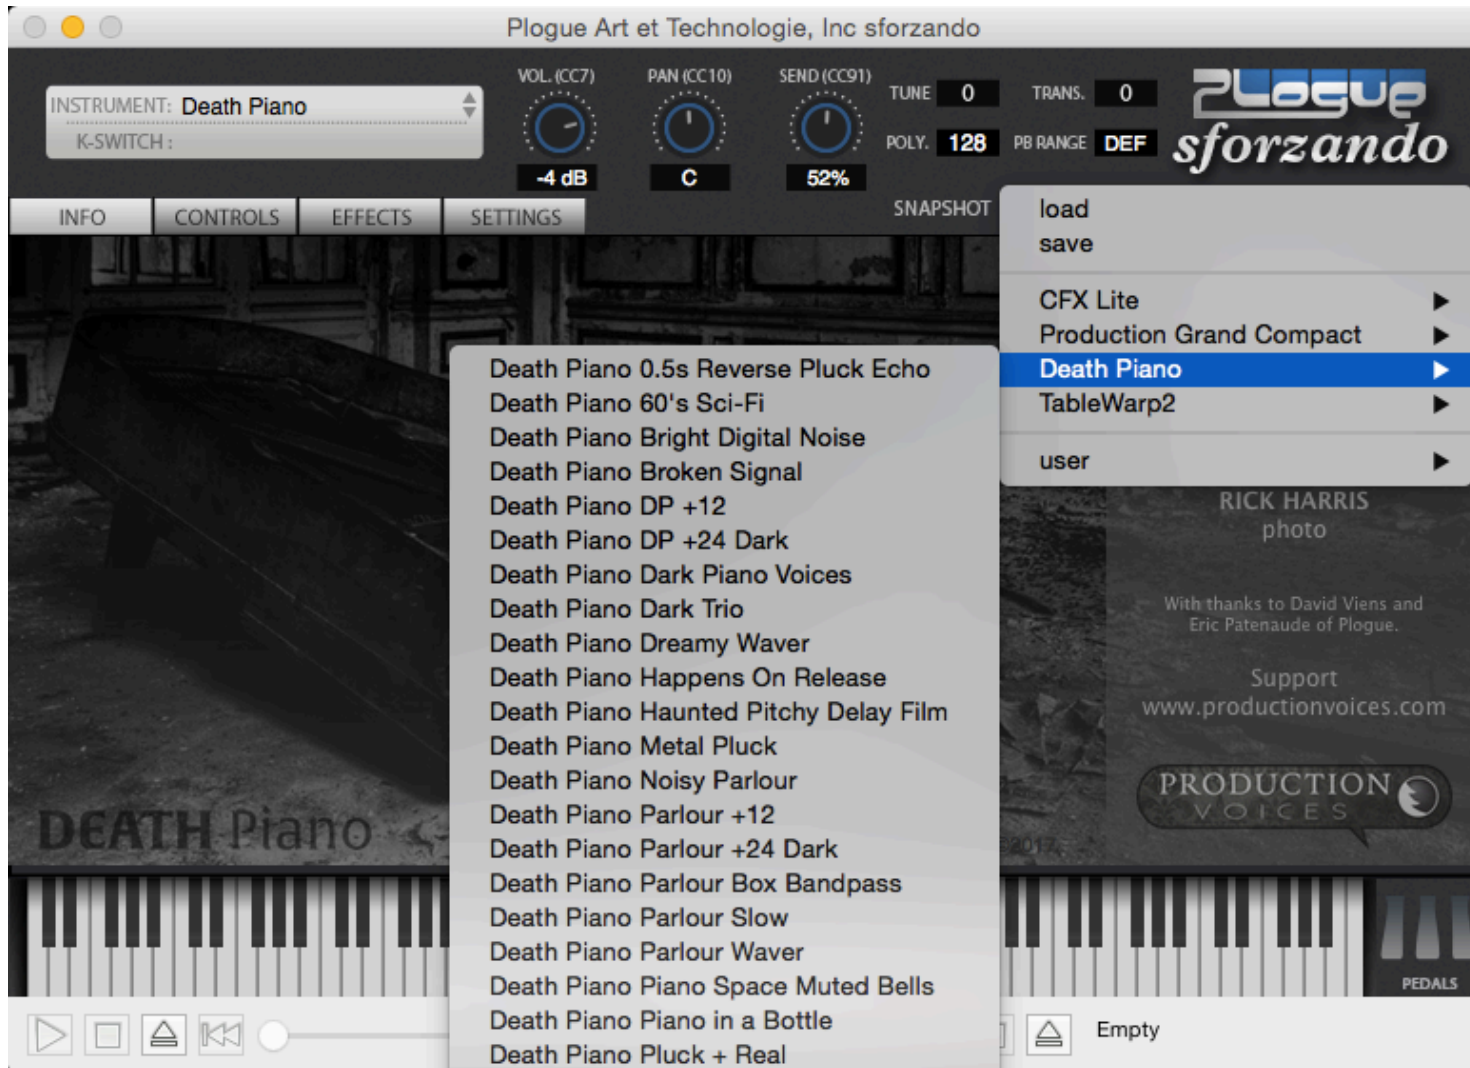 Plogue Art et Technologie, Inc sforzando
INSTRUMENT: Death Piano
K-SWITCH :
VOL. (CC7)
-4 dB
PAN (CC10)
C
SEND (CC91)
52%
TUNE 0
TRANS. 0
POLY. 128
PB RANGE DEF
Plogue
sforzando
INFO
CONTROLS
EFFECTS
SETTINGS
SNAPSHOT
load
save
CFX Lite
Production Grand Compact
Death Piano
TableWarp2
user
Death Piano 0.5s Reverse Pluck Echo
Death Piano 60's Sci-Fi
Death Piano Bright Digital Noise
Death Piano Broken Signal
Death Piano DP +12
Death Piano DP +24 Dark
Death Piano Dark Piano Voices
Death Piano Dark Trio
Death Piano Dreamy Waver
Death Piano Happens On Release
Death Piano Haunted Pitchy Delay Film
Death Piano Metal Pluck
Death Piano Noisy Parlour
Death Piano Parlour +12
Death Piano Parlour +24 Dark
Death Piano Parlour Box Bandpass
Death Piano Parlour Slow
Death Piano Parlour Waver
Death Piano Piano Space Muted Bells
Death Piano Piano in a Bottle
Death Piano Pluck + Real
RICK HARRIS
photo
With thanks to David Viens and
Eric Patenaude of Plogue.
Support
www.productionvoices.com
PRODUCTION
VOICES
2017
DEATH Piano
PEDALS
Empty